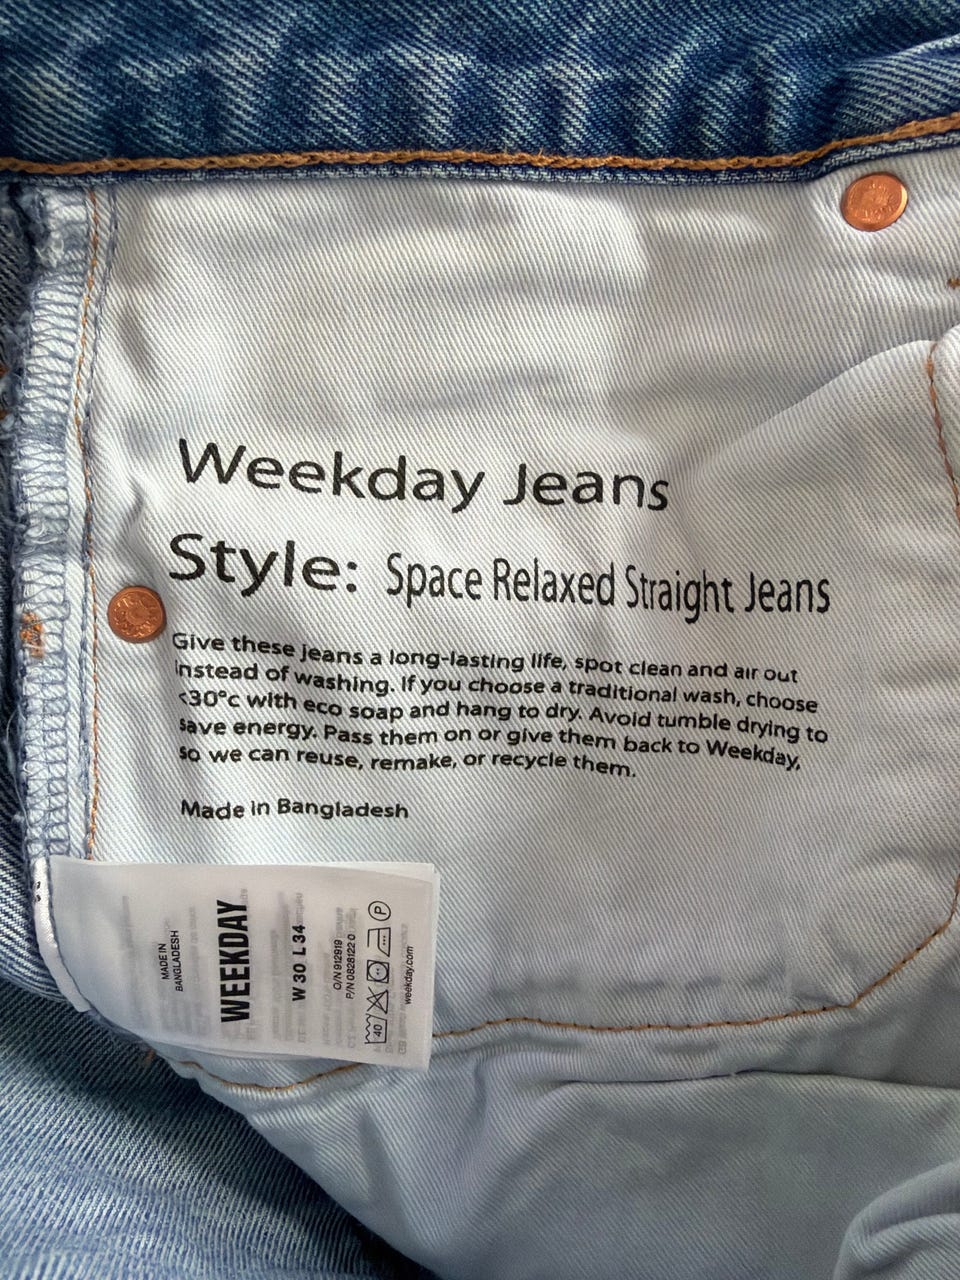 Weekday Jeans
Style: Space Relaxed Straight Jeans
Give these jeans a long-lasting life, spot clean and air out
instead of washing. If you choose a traditional wash, choose
<30°c with eco soap and hang to dry. Avoid tumble drying to
save energy. Pass them on or give them back to Weekday,
so we can reuse, remake, or recycle them.
Made in Bangladesh
MADE IN
BANGLADESH
WEEKDAY
W 30 L 34
O/N 912919
P/N 0828122 0
40
P
weekday.com